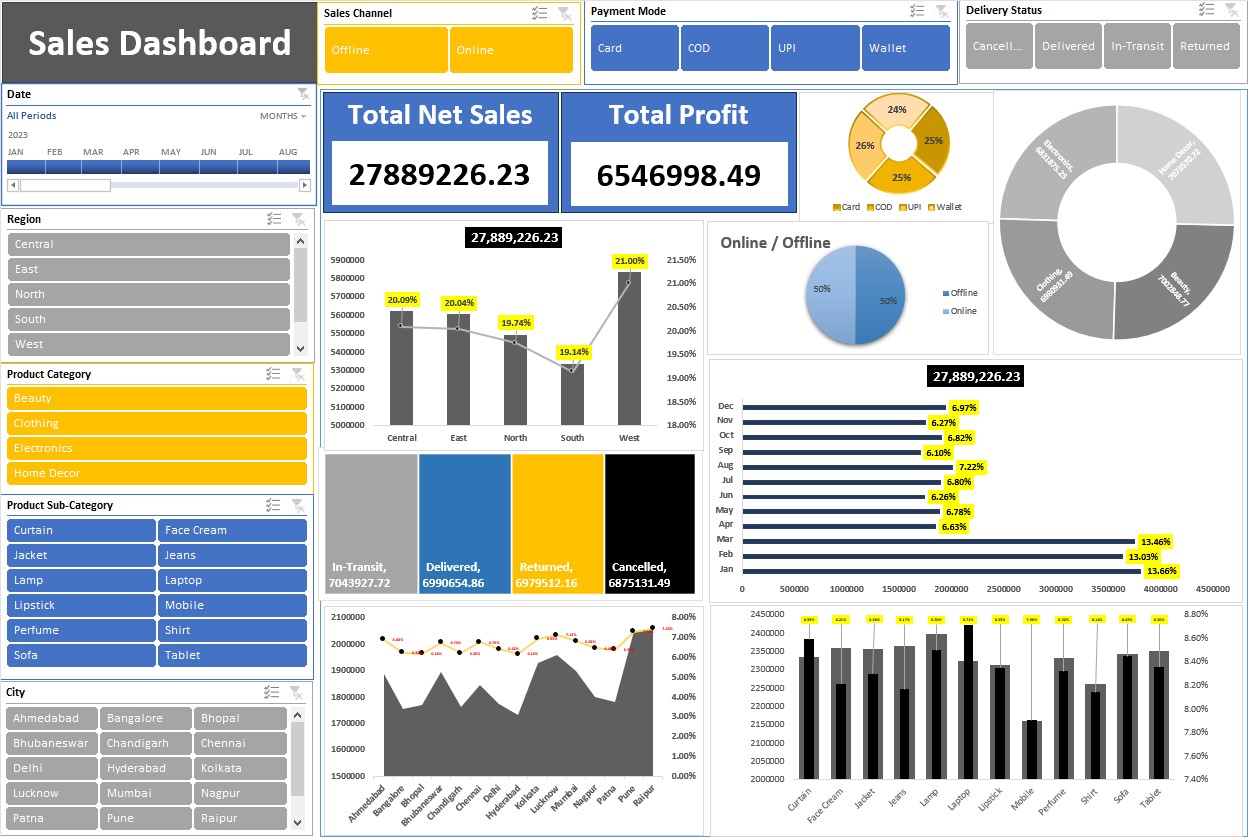 Sales Dashboard
Sales Channel
Offline
Online
Payment Mode
Card
COD
UPI
Wallet
Delivery Status
Cancell...
Delivered
In-Transit
Returned
Date
All Periods
MONTHS
2023
JAN FEB MAR APR MAY JUN JUL AUG
Region
Central
East
North
South
West
Product Category
Beauty
Clothing
Electronics
Home Decor
Product Sub-Category
Curtain Face Cream
Jacket Jeans
Lamp Laptop
Lipstick Mobile
Perfume Shirt
Sofa Tablet
City
Ahmedabad Bangalore Bhopal
Bhubaneswar Chandigarh Chennai
Delhi Hyderabad Kolkata
Lucknow Mumbai Nagpur
Patna Pune Raipur
Total Net Sales
27889226.23
Total Profit
6546998.49
24%
26% 25%
25%
Card COD UPI Wallet
Electronics,
6831875.25
Home Decor,
7073570.72
Clothing,
6980931.49
Beauty,
7002848.77
27,889,226.23
5900000
5800000
5700000
5600000
5500000
5400000
5300000
5200000
5100000
5000000
20.09%
20.04%
19.74%
19.14%
21.00%
21.50%
21.00%
20.50%
20.00%
19.50%
19.00%
18.50%
18.00%
Central East North South West
Online / Offline
50%
50%
Offline
Online
27,889,226.23
Dec 6.97%
Nov 6.27%
Oct 6.82%
Sep 6.10%
Aug 7.22%
Jul 6.80%
Jun 6.26%
May 6.78%
Apr 6.63%
Mar 13.46%
Feb 13.03%
Jan 13.66%
0 500000 1000000 1500000 2000000 2500000 3000000 3500000 4000000 4500000
In-Transit,
7043927.72
Delivered,
6990654.86
Returned,
6979512.16
Cancelled,
6875131.49
2100000
2000000
1900000
1800000
1700000
1600000
1500000
8.00%
7.00%
6.00%
5.00%
4.00%
3.00%
2.00%
1.00%
0.00%
Ahmedabad
Bangalore
Bhopal
Bhubaneswar
Chandigarh
Chennai
Delhi
Hyderabad
Kolkata
Lucknow
Mumbai
Nagpur
Patna
Pune
Raipur
2450000
2400000
2350000
2300000
2250000
2200000
2150000
2100000
2050000
2000000
8.80%
8.60%
8.40%
8.20%
8.00%
7.80%
7.60%
7.40%
Curtain
Face Cream
Jacket
Jeans
Lamp
Laptop
Lipstick
Mobile
Perfume
Shirt
Sofa
Tablet